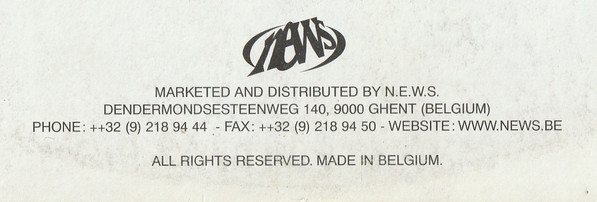 news
MARKETED AND DISTRIBUTED BY N.E.W.S.
DENDERMONDSESTEENWEG 140, 9000 GHENT (BELGIUM)
PHONE: ++32 (9) 218 94 44 - FAX: ++32 (9) 218 94 50 - WEBSITE: WWW.NEWS.BE
ALL RIGHTS RESERVED. MADE IN BELGIUM.